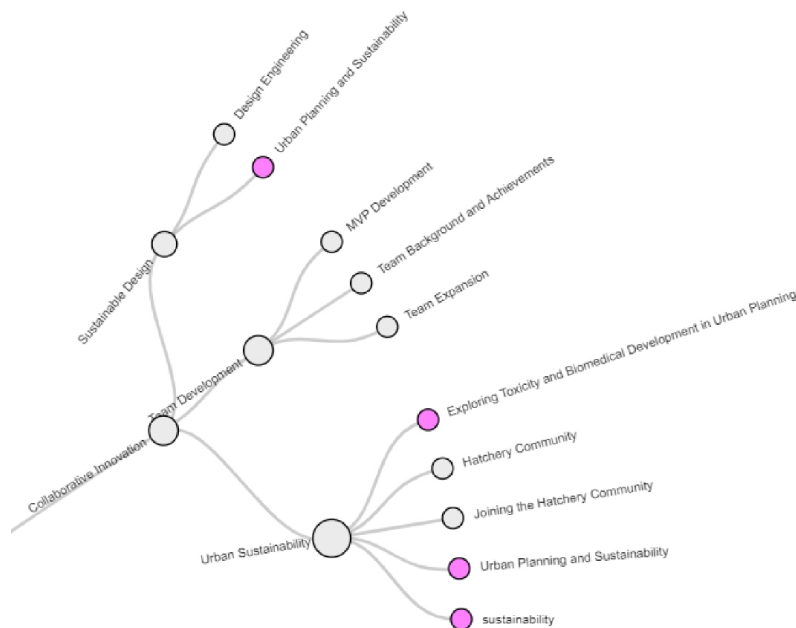 Design Engineering
Urban Planning and Sustainability
Sustainable Design
MVP Development
Team Background and Achievements
Team Expansion
Team Development
Collaborative Innovation
Exploring Toxicity and Biomedical Development in Urban Planning
Hatchery Community
Joining the Hatchery Community
Urban Sustainability
Urban Planning and Sustainability
sustainability